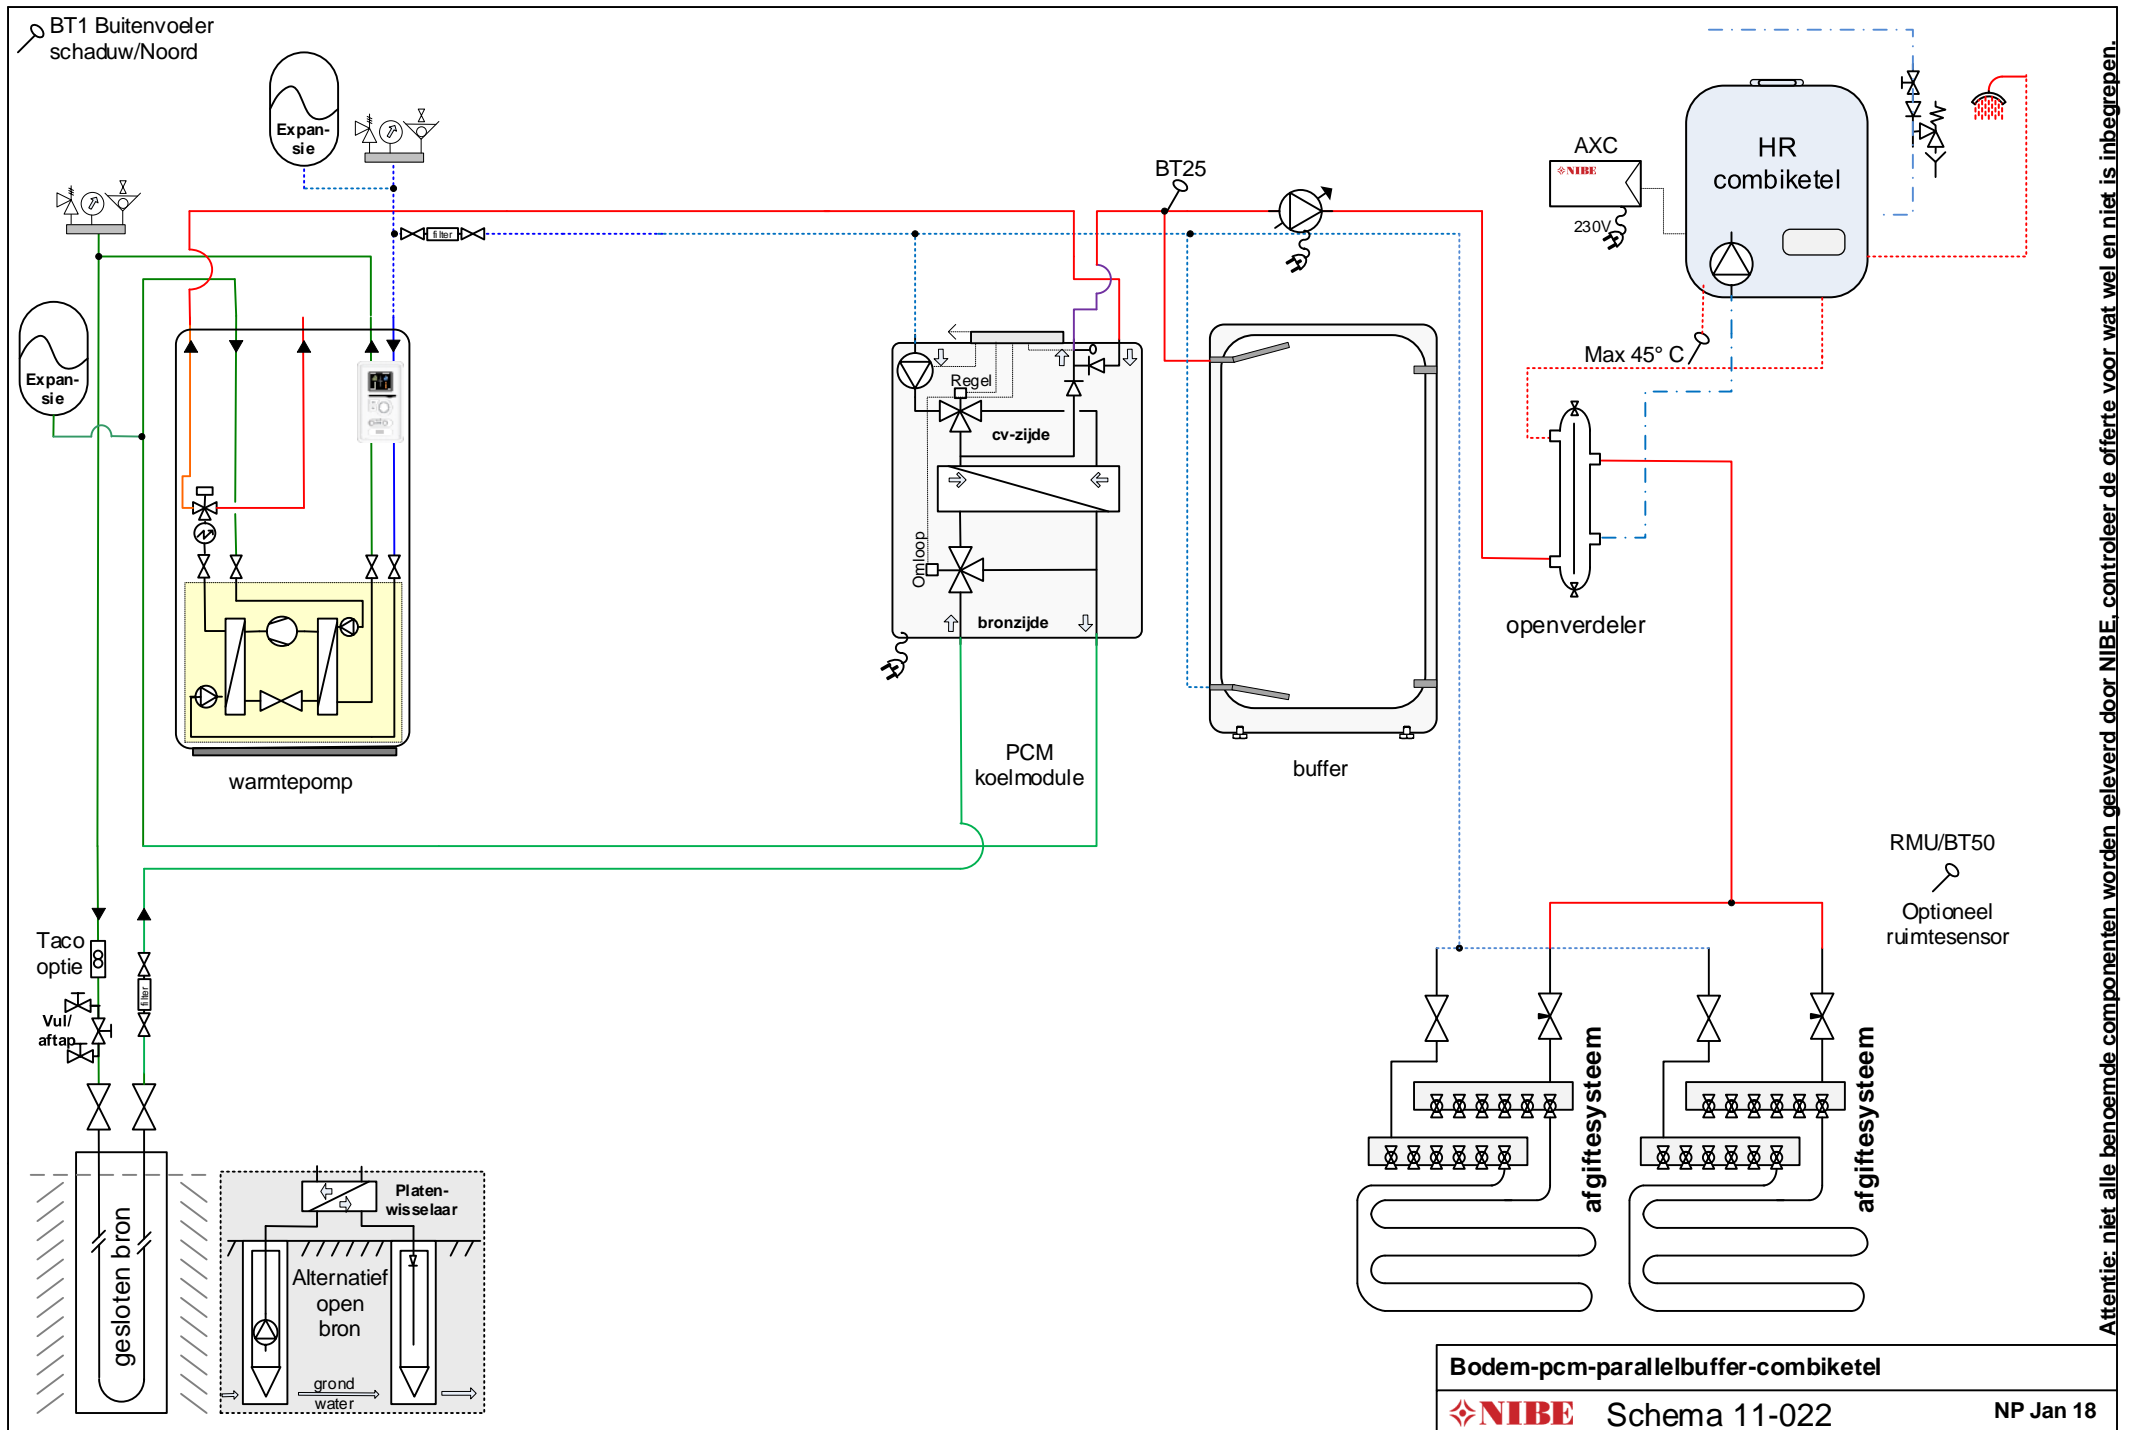 BT1 Buitenvoeler
schaduw/Noord
Expan-
sie
filter
BT25
AXC
NIBE
230V
HR
combiketel
Max 45° C
Expan-
sie
Regel
cv-zijde
Omloop
bronzijde
warmtepomp
PCM
koelmodule
buffer
openverdeler
RMU/BT50
Optioneel
ruimtesensor
Taco
optie
filter
Vul/
aftap
afgiftesysteem
afgiftesysteem
gesloten bron
Platen-
wisselaar
Alternatief
open
bron
grond
water
Attentie: niet alle benoemde componenten worden geleverd door NIBE, controleer de offerte voor wat wel en niet is inbegrepen.
Bodem-pcm-parallelbuffer-combiketel
NIBE Schema 11-022 NP Jan 18